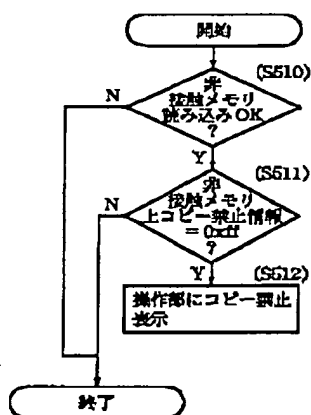 開始
(S510)
非
接触メモリ
読み込みOK
?
N
Y
(S511)
非
接触メモリ
上コピー禁止情報
= 0xff
?
N
Y
(S512)
操作部にコピー禁止
表示
終了